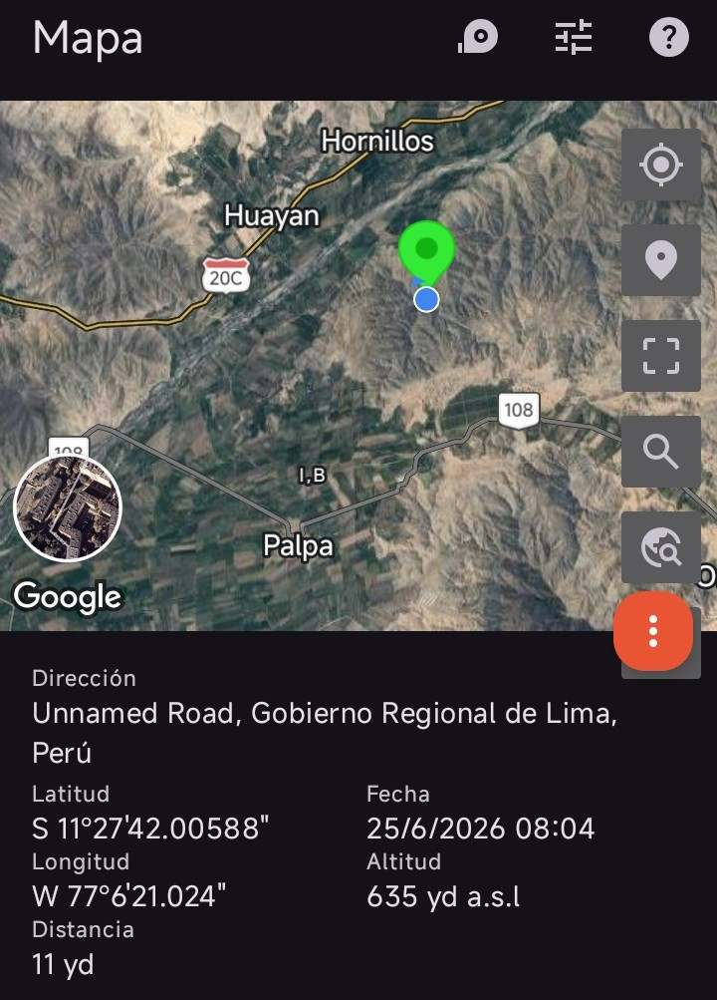 Mapa
Hornillos
Huayan
20C
108
108
I,B
Palpa
Google
O
Dirección
Unnamed Road, Gobierno Regional de Lima,
Perú
Latitud
S 11°27'42.00588"
Fecha
25/6/2026 08:04
Longitud
W 77°6'21.024"
Altitud
635 yd a.s.l
Distancia
11 yd